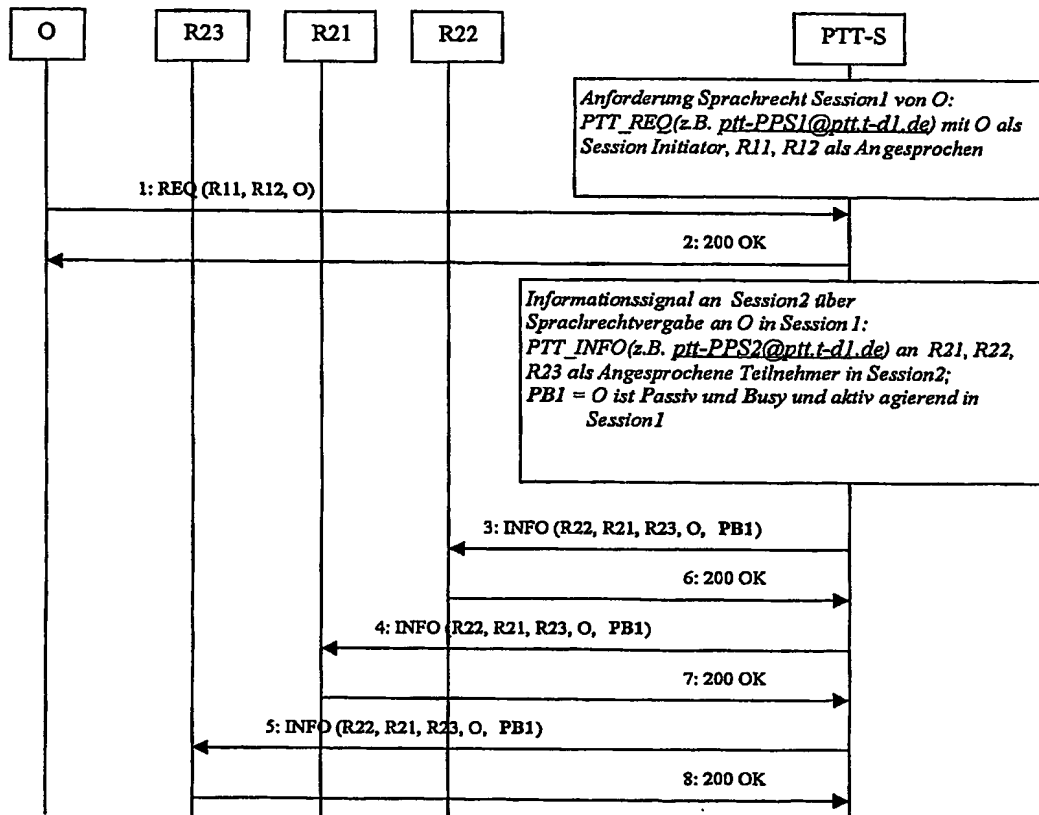 O R23 R21 R22 PTT-S
Anforderung Sprachrecht Session1 von O:
PTT_REQ(z.B. ptt-PPS1@ptt.t-d1.de) mit O als
Session Initiator, R11, R12 als Angesprochen
1: REQ (R11, R12, O)
2: 200 OK
Informationssignal an Session2 über
Sprachrechtvergabe an O in Session1:
PTT_INFO(z.B. ptt-PPS2@ptt.t-d1.de) an R21, R22,
R23 als Angesprochene Teilnehmer in Session2;
PB1 = O ist Passiv und Busy und aktiv agierend in
Session1
3: INFO (R22, R21, R23, O, PB1)
6: 200 OK
4: INFO (R22, R21, R23, O, PB1)
7: 200 OK
5: INFO (R22, R21, R23, O, PB1)
8: 200 OK